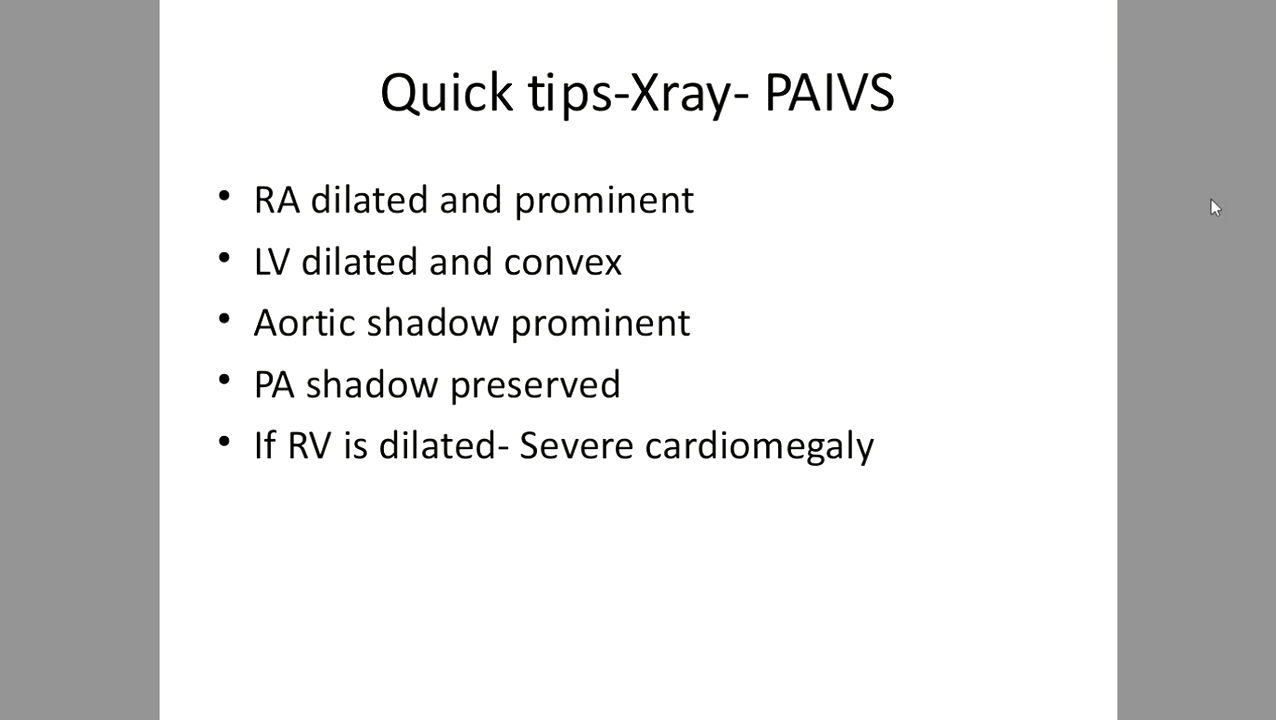 Quick tips-Xray- PAIVS
• RA dilated and prominent
• LV dilated and convex
• Aortic shadow prominent
• PA shadow preserved
• If RV is dilated- Severe cardiomegaly